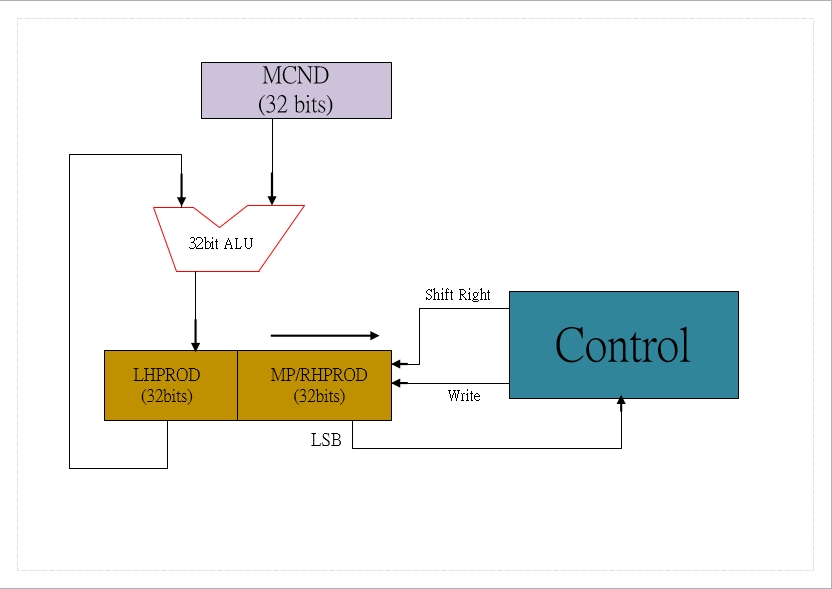 MCND
(32 bits)
32bit ALU
Shift Right
Control
LHPROD
(32bits)
MP/RHPROD
(32bits)
Write
LSB